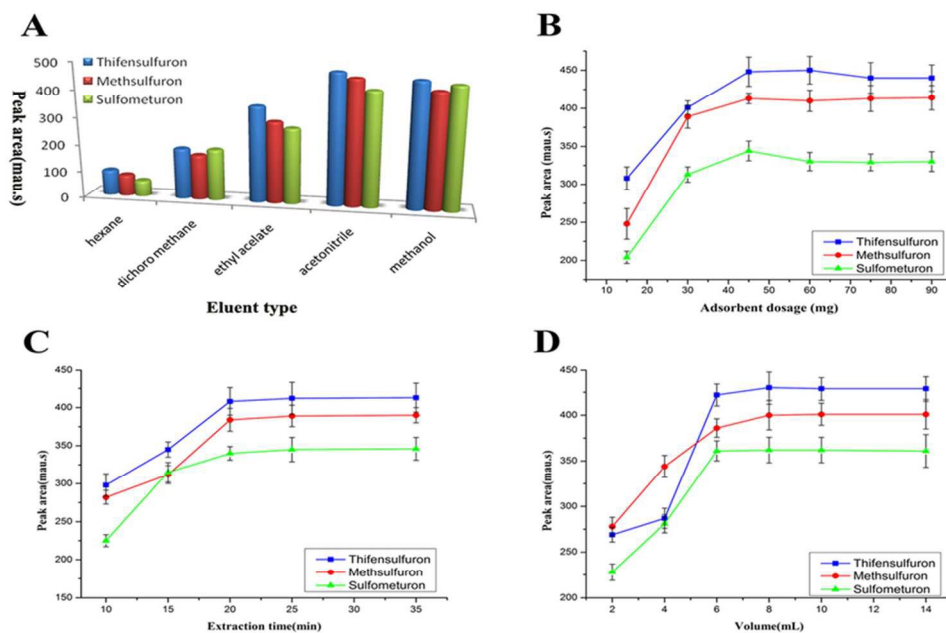 A
Peak area(mau.s)
500
400
300
200
100
0
Thifensulfuron
Methsulfuron
Sulfometuron
hexane
dichoro methane
ethyl acelate
acetonitrile
methanol
Eluent type
B
Peak area (mau.s)
450
400
350
300
250
200
10 20 30 40 50 60 70 80 90
Thifensulfuron
Methsulfuron
Sulfometuron
Adsorbent dosage (mg)
C
Peak area(mau.s)
450
400
350
300
250
200
150
10 15 20 25 30 35
Thifensulfuron
Methsulfuron
Sulfometuron
Extraction time(min)
D
Peak area(mau.s)
450
400
350
300
250
200
2 4 6 8 10 12 14
Thifensulfuron
Methsulfuron
Sulfometuron
Volume(mL)